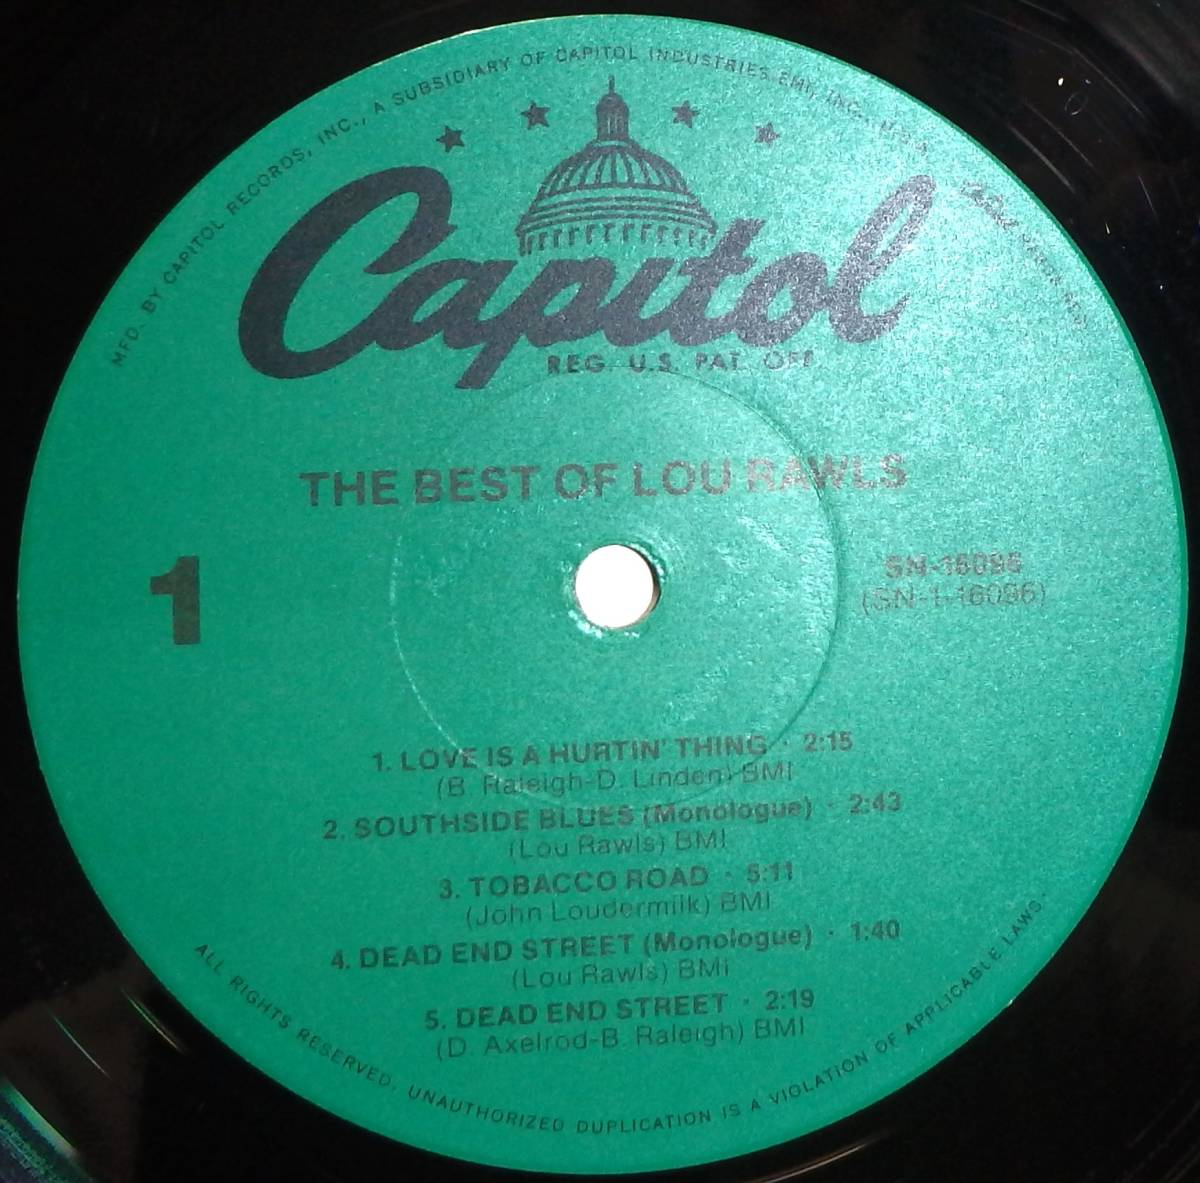 MFD. BY CAPITOL RECORDS, INC., A SUBSIDIARY OF CAPITOL INDUSTRIES-EMI, INC., U.S.A.
Capitol
REG. U.S. PAT. OFF.
THE BEST OF LOU RAWLS
1
SN-16096
(SN-1-16096)
1. LOVE IS A HURTIN' THING · 2:15
(B. Raleigh-D. Linden) BMI
2. SOUTHSIDE BLUES (Monologue) · 2:43
(Lou Rawls) BMI
3. TOBACCO ROAD · 5:11
(John Loudermilk) BMI
4. DEAD END STREET (Monologue) · 1:40
(Lou Rawls) BMI
5. DEAD END STREET · 2:19
(D. Axelrod-B. Raleigh) BMI
ALL RIGHTS RESERVED. UNAUTHORIZED DUPLICATION IS A VIOLATION OF APPLICABLE LAWS.